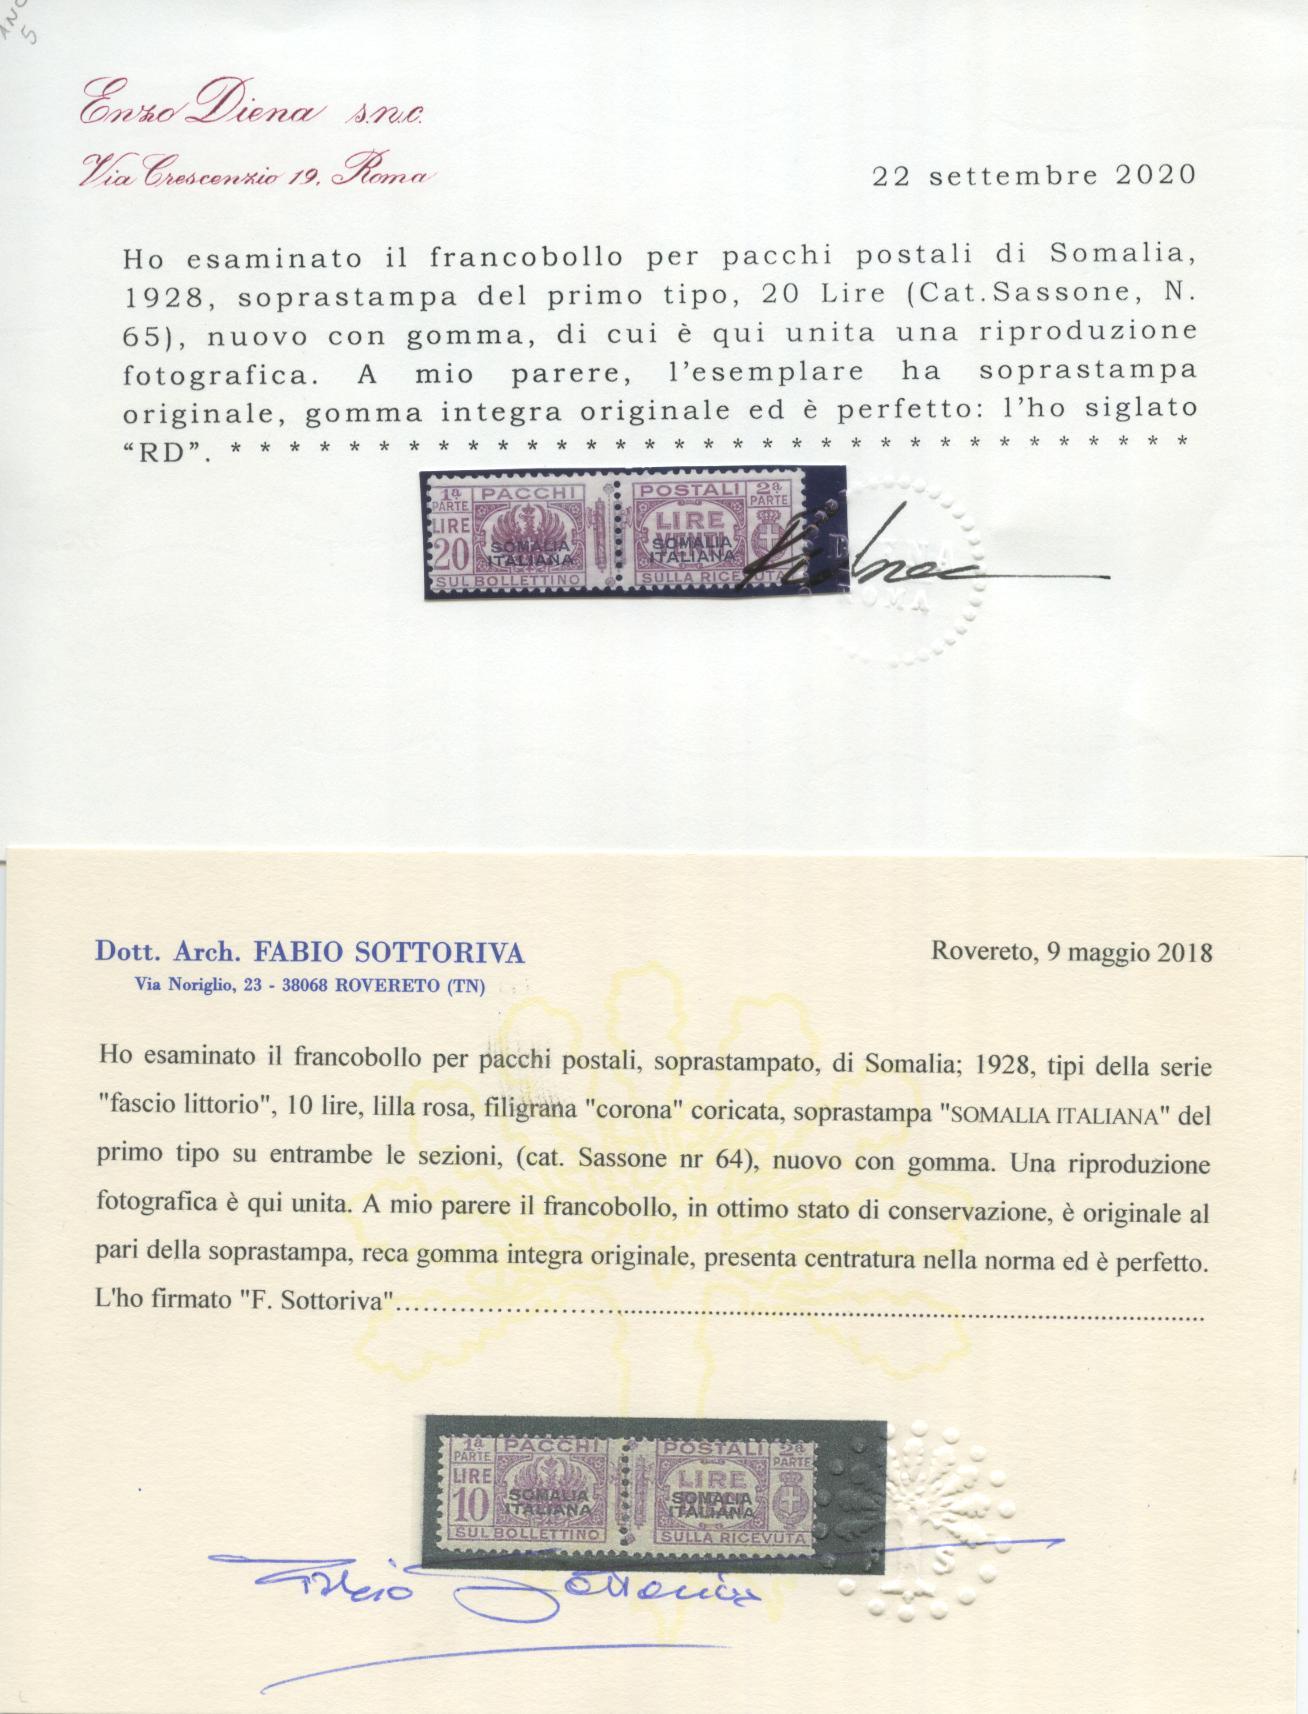 ANC
5
Enzo Diena s.n.c.
Via Crescenzio 19, Roma
22 settembre 2020
Ho esaminato il francobollo per pacchi postali di Somalia,
1928, soprastampa del primo tipo, 20 Lire (Cat.Sassone, N.
65), nuovo con gomma, di cui è qui unita una riproduzione
fotografica. A mio parere, l'esemplare ha soprastampa
originale, gomma integra originale ed è perfetto: l'ho siglato
“RD”. * * * * * * * * * * * * * * * * * * * * * * * * * * * * * * * * *
1ª PARTE PACCHI POSTALI 2ª PARTE
LIRE 20 LIRE
SOMALIA ITALIANA SOMALIA ITALIANA
SUL BOLLETTINO SULLA RICEVUTA
Dott. Arch. FABIO SOTTORIVA
Via Noriglio, 23 - 38068 ROVERETO (TN)
Rovereto, 9 maggio 2018
Ho esaminato il francobollo per pacchi postali, soprastampato, di Somalia; 1928, tipi della serie
"fascio littorio", 10 lire, lilla rosa, filigrana "corona" coricata, soprastampa "SOMALIA ITALIANA" del
primo tipo su entrambe le sezioni, (cat. Sassone nr 64), nuovo con gomma. Una riproduzione
fotografica è qui unita. A mio parere il francobollo, in ottimo stato di conservazione, è originale al
pari della soprastampa, reca gomma integra originale, presenta centratura nella norma ed è perfetto.
L'ho firmato "F. Sottoriva"................................................................
1ª PARTE PACCHI POSTALI 2ª PARTE
LIRE 10 LIRE
SOMALIA ITALIANA SOMALIA ITALIANA
SUL BOLLETTINO SULLA RICEVUTA
Fabio Sottoriva